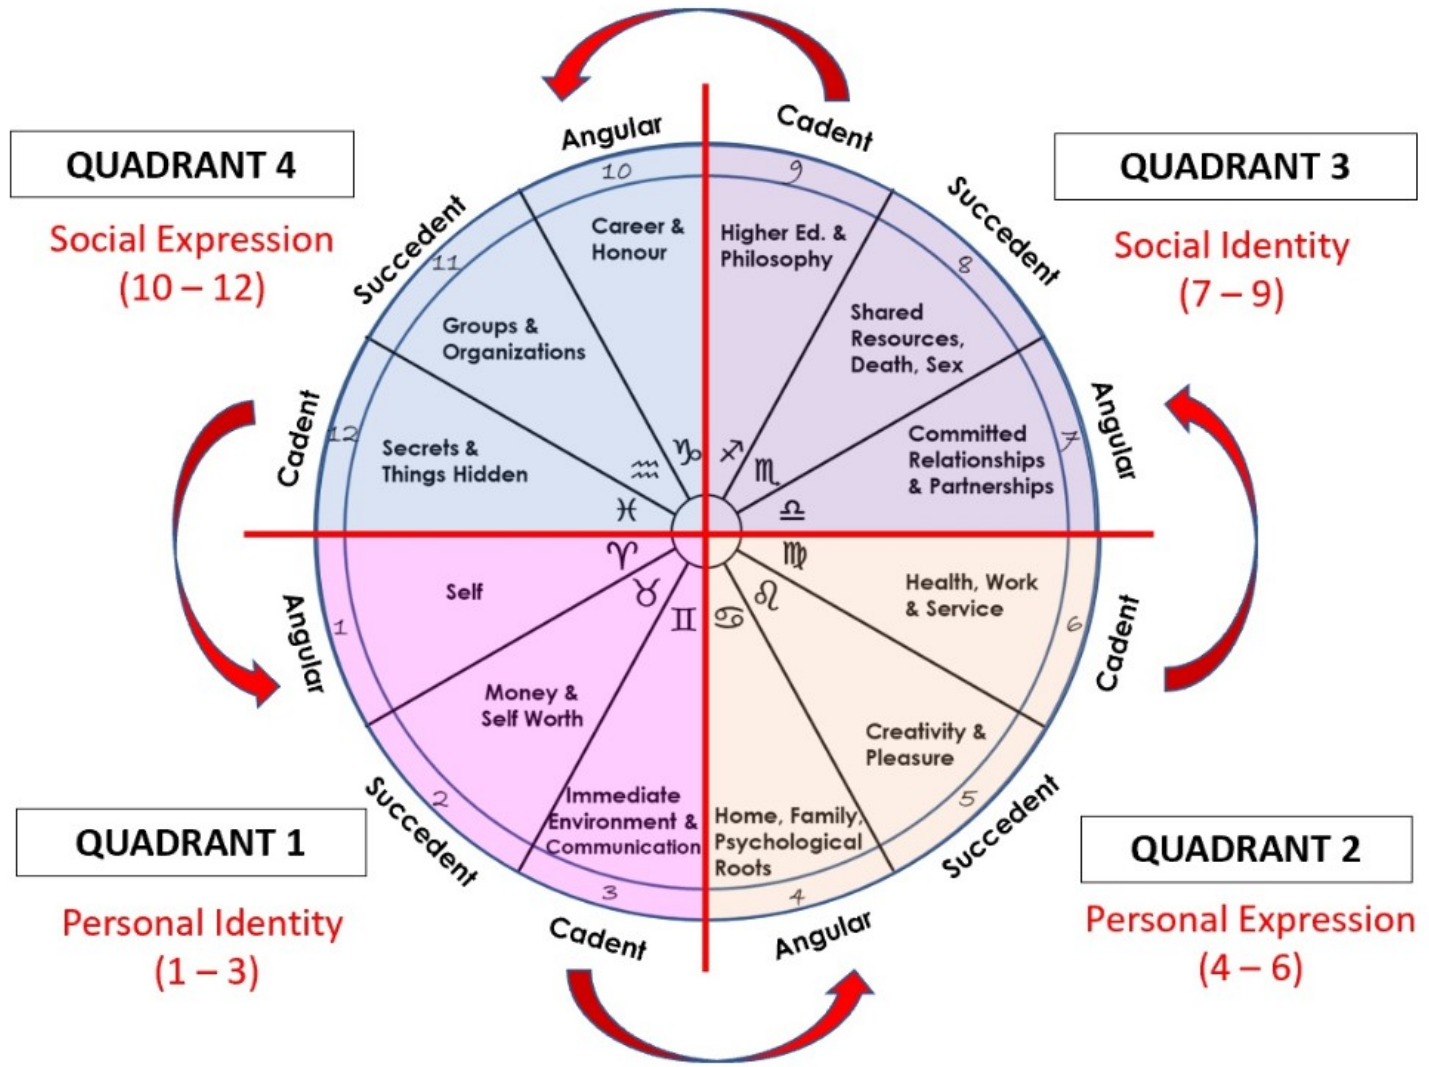 Angular
Cadent
QUADRANT 4
Social Expression
(10 – 12)
QUADRANT 3
Social Identity
(7 – 9)
Succedent
Succedent
10
9
11
8
Career &
Honour
Higher Ed. &
Philosophy
Groups &
Organizations
Shared
Resources,
Death, Sex
Cadent
12
Secrets &
Things Hidden
Committed
Relationships
& Partnerships
7
Angular
♑ ♐
♒ ♏
♓ ♎
♈ ♍
♉ ♌
♊ ♋
Angular
1
Self
Health, Work
& Service
6
Cadent
Money &
Self Worth
Creativity &
Pleasure
2
5
Succedent
Succedent
Immediate
Environment &
Communication
Home, Family,
Psychological
Roots
3
4
Cadent
Angular
QUADRANT 1
Personal Identity
(1 – 3)
QUADRANT 2
Personal Expression
(4 – 6)